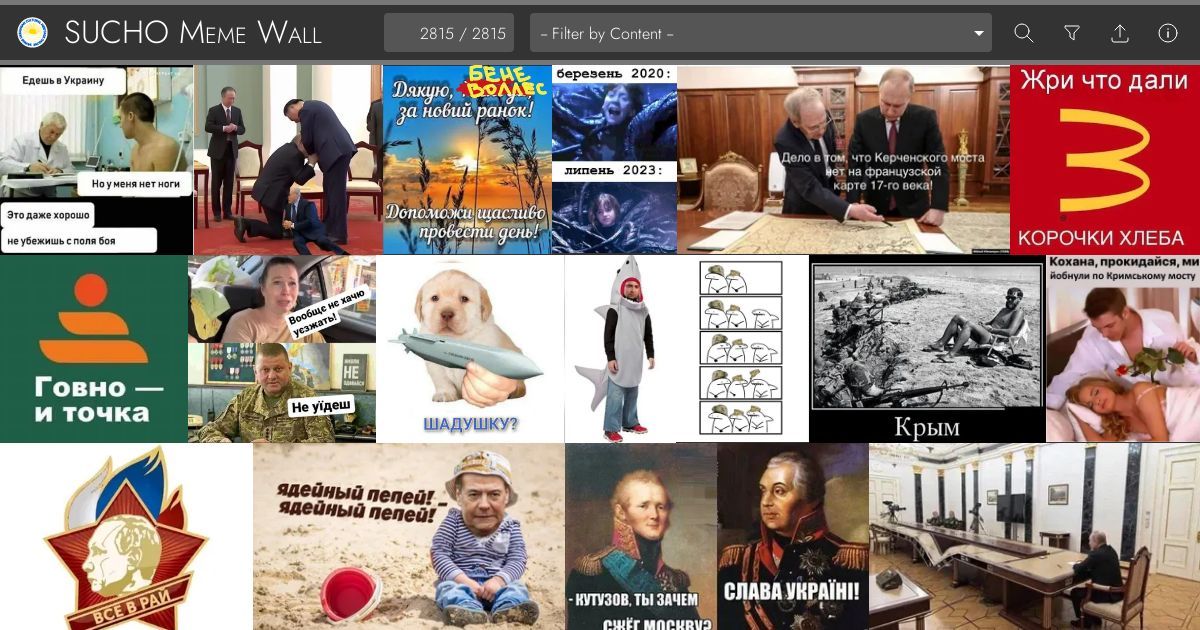 SUCHO Meme Wall
2815 / 2815
– Filter by Content –
Едешь в Украину
Но у меня нет ноги
Это даже хорошо
не убежишь с поля боя
БЕНЕ
ВОЛЛЕС
Дякую,
за новий ранок!
Допоможи щасливо
провести день!
березень 2020:
липень 2023:
Дело в том, что Керченского моста
нет на французской
карте 17-го века!
Жри что дали
КОРОЧКИ ХЛЕБА
Говно —
и точка
Вообще не хачю
уезжать!
Не уїдеш
ШАДУШКУ?
Крым
Кохана, прокидайся, ми
йобнули по Кримському мосту
ВСЁ В РАЙ
ядейный пепей! –
ядейный пепей!
- КУТУЗОВ, ТЫ ЗАЧЕМ
СЖЁГ МОСКВУ?
СЛАВА УКРАЇНІ!